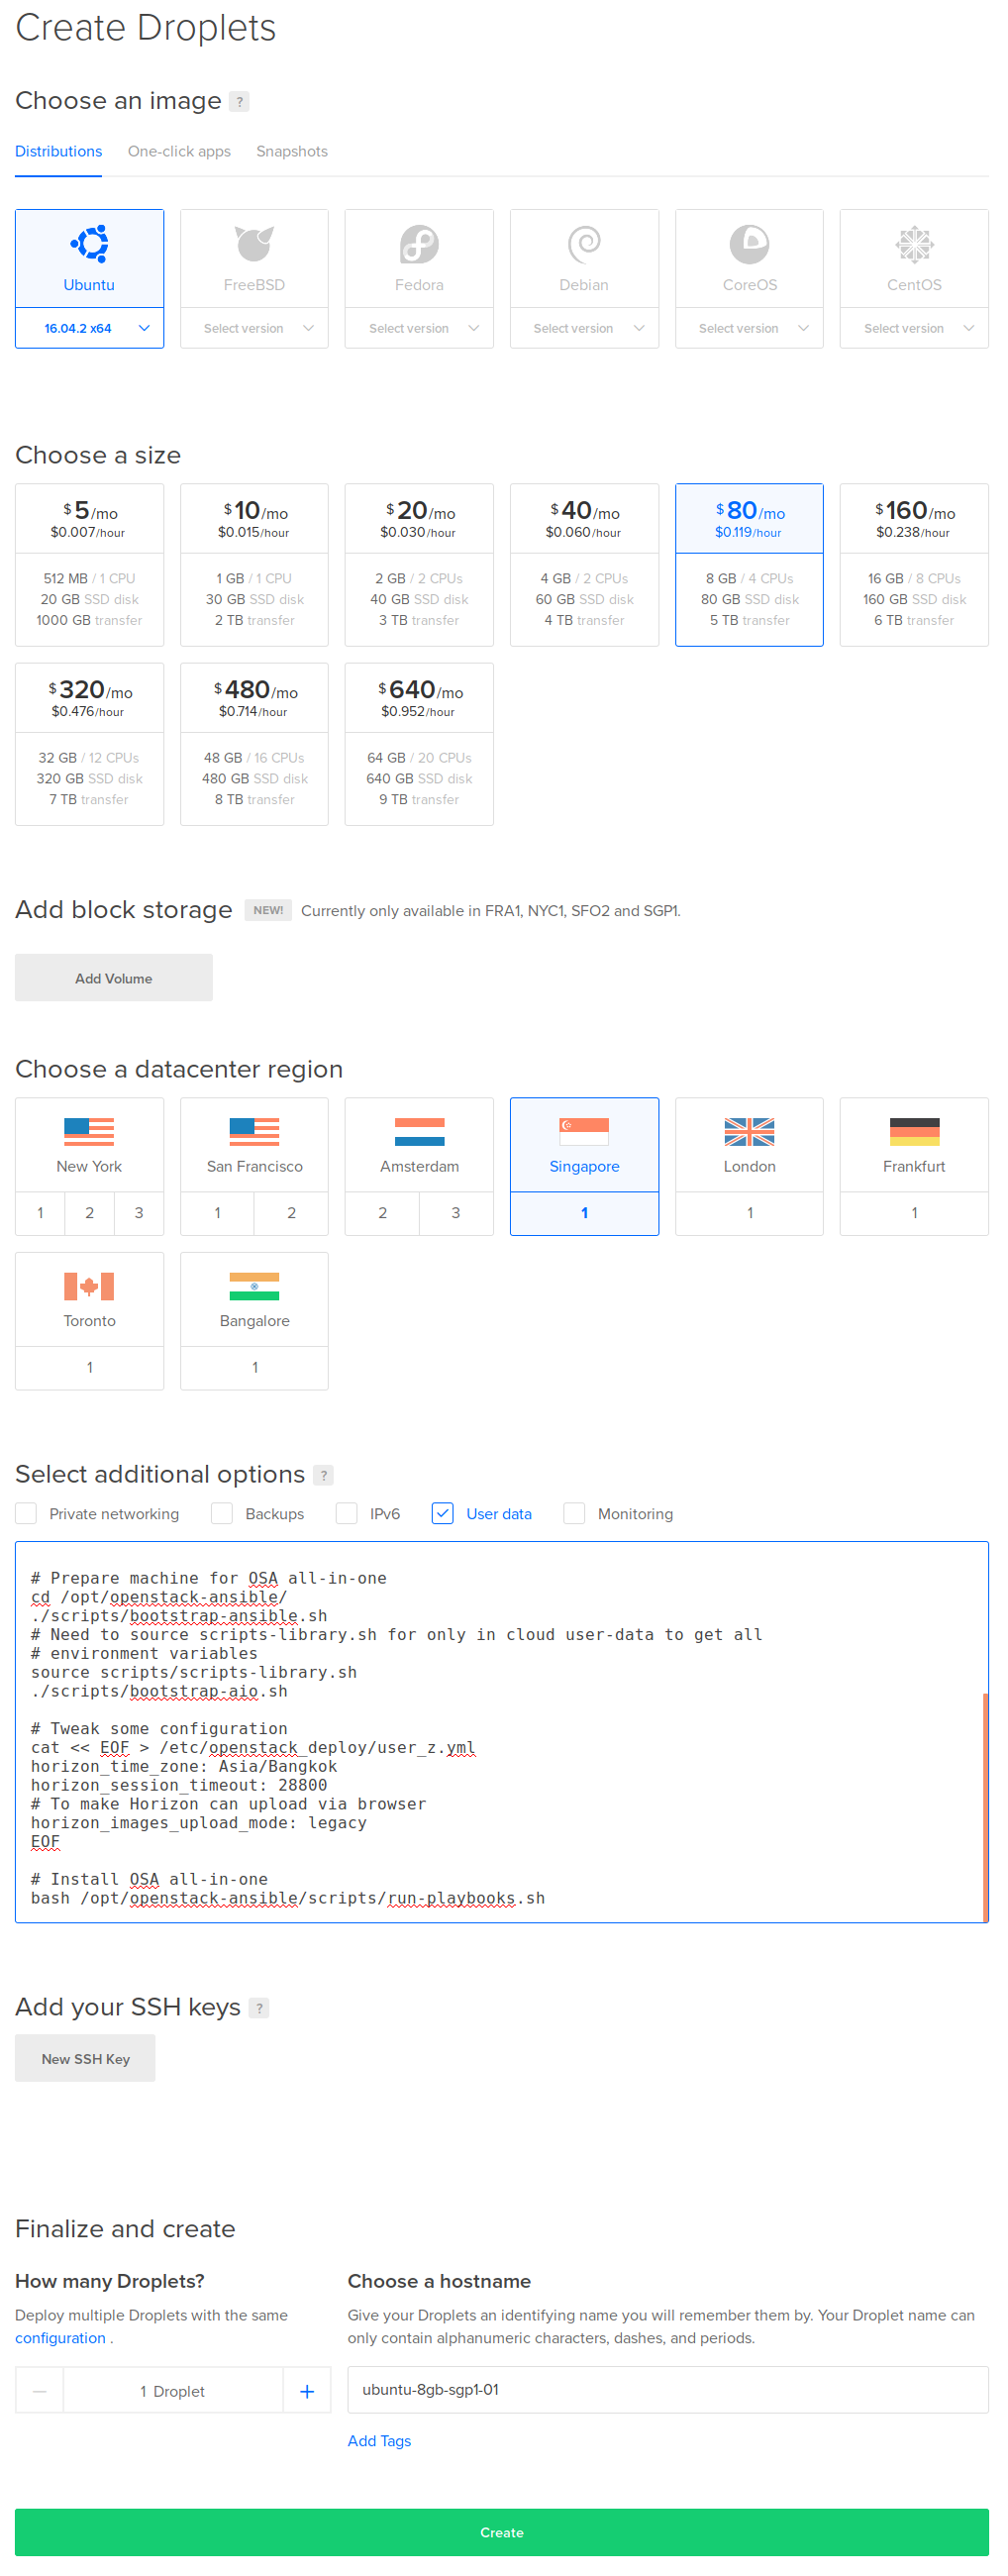 Create Droplets
Choose an image ?
Distributions One-click apps Snapshots
Ubuntu FreeBSD Fedora Debian CoreOS CentOS
16.04.2 x64 Select version Select version Select version Select version Select version
Choose a size
$5/mo $10/mo $20/mo $40/mo $80/mo $160/mo
$0.007/hour $0.015/hour $0.030/hour $0.060/hour $0.119/hour $0.238/hour
512 MB / 1 CPU 1 GB / 1 CPU 2 GB / 2 CPUs 4 GB / 2 CPUs 8 GB / 4 CPUs 16 GB / 8 CPUs
20 GB SSD disk 30 GB SSD disk 40 GB SSD disk 60 GB SSD disk 80 GB SSD disk 160 GB SSD disk
1000 GB transfer 2 TB transfer 3 TB transfer 4 TB transfer 5 TB transfer 6 TB transfer
$320/mo $480/mo $640/mo
$0.476/hour $0.714/hour $0.952/hour
32 GB / 12 CPUs 48 GB / 16 CPUs 64 GB / 20 CPUs
320 GB SSD disk 480 GB SSD disk 640 GB SSD disk
7 TB transfer 8 TB transfer 9 TB transfer
Add block storage NEW! Currently only available in FRA1, NYC1, SFO2 and SGP1.
Add Volume
Choose a datacenter region
New York San Francisco Amsterdam Singapore London Frankfurt
1 2 3 1 2 2 3 1 1 1
Toronto Bangalore
1 1
Select additional options ?
Private networking Backups IPv6 User data Monitoring
# Prepare machine for OSA all-in-one
cd /opt/openstack-ansible/
./scripts/bootstrap-ansible.sh
# Need to source scripts-library.sh for only in cloud user-data to get all
# environment variables
source scripts/scripts-library.sh
./scripts/bootstrap-aio.sh
# Tweak some configuration
cat << EOF > /etc/openstack_deploy/user_z.yml
horizon_time_zone: Asia/Bangkok
horizon_session_timeout: 28800
# To make Horizon can upload via browser
horizon_images_upload_mode: legacy
EOF
# Install OSA all-in-one
bash /opt/openstack-ansible/scripts/run-playbooks.sh
Add your SSH keys ?
New SSH Key
Finalize and create
How many Droplets? Choose a hostname
Deploy multiple Droplets with the same Give your Droplets an identifying name you will remember them by. Your Droplet name can
configuration . only contain alphanumeric characters, dashes, and periods.
– 1 Droplet + ubuntu-8gb-sgp1-01
Add Tags
Create